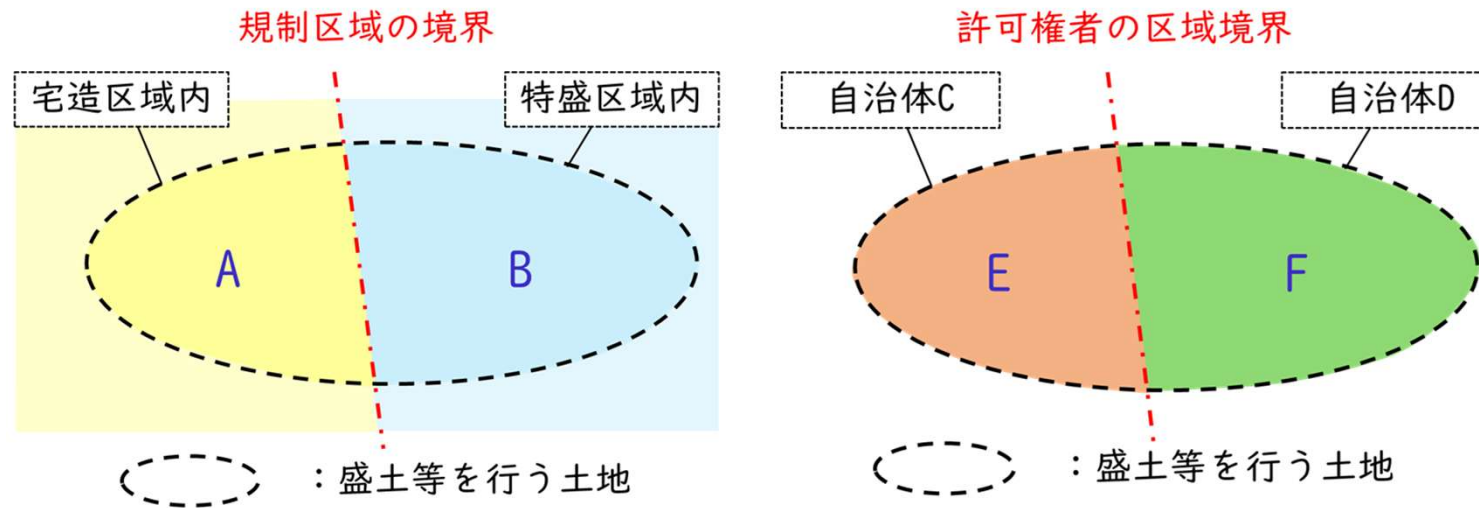 規制区域の境界
宅造区域内
特盛区域内
A
B
：盛土等を行う土地
許可権者の区域境界
自治体C
自治体D
E
F
：盛土等を行う土地